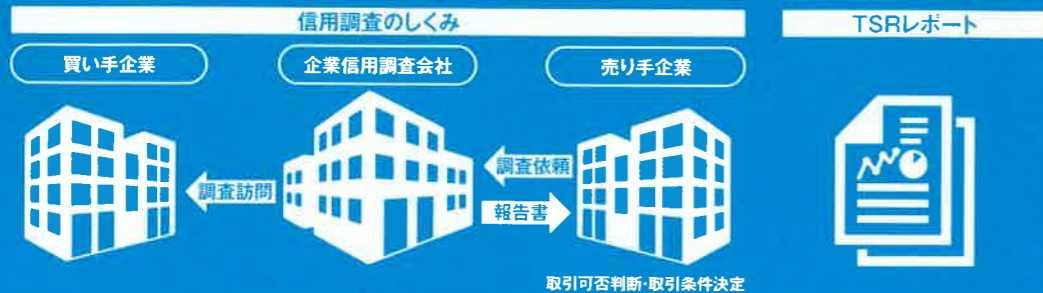 信用調査のしくみ
TSRレポート
買い手企業
企業信用調査会社
売り手企業
調査依頼
調査訪問
報告書
取引可否判断・取引条件決定